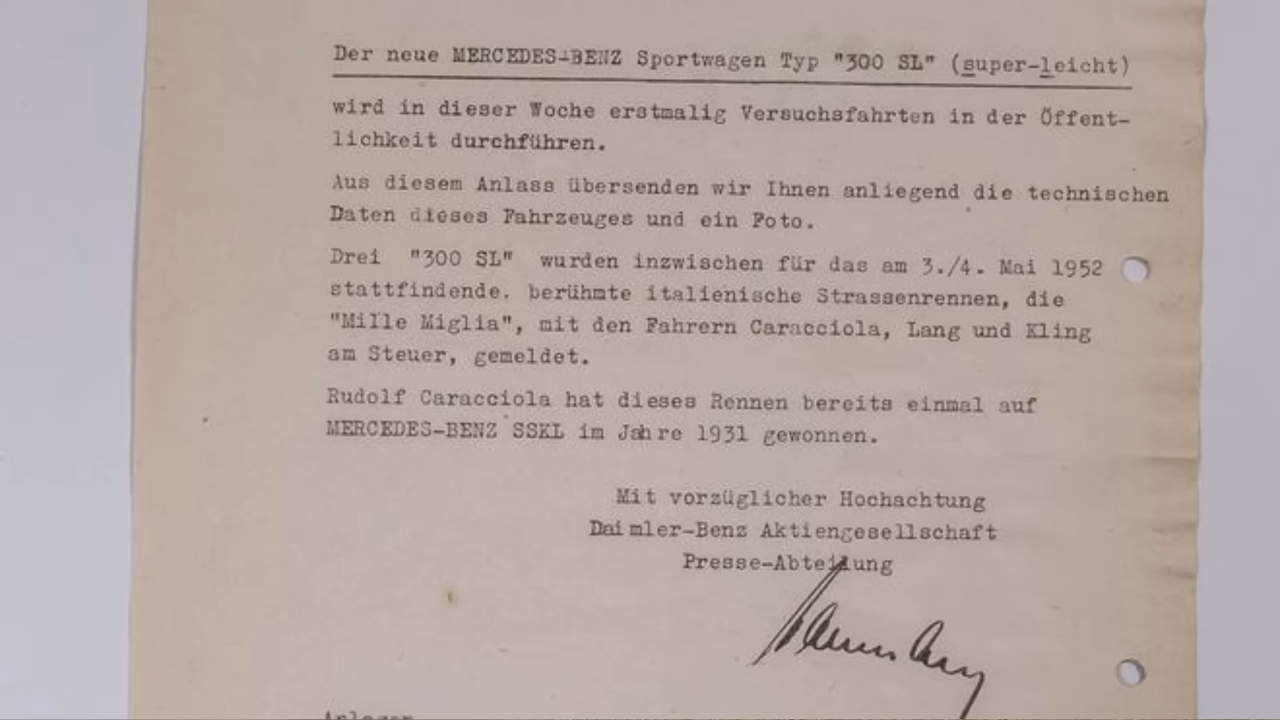 Der neue MERCEDES-BENZ Sportwagen Typ "300 SL" (super-leicht)
wird in dieser Woche erstmalig Versuchsfahrten in der Öffent-
lichkeit durchführen.
Aus diesem Anlass übersenden wir Ihnen anliegend die technischen
Daten dieses Fahrzeuges und ein Foto.
Drei "300 SL" wurden inzwischen für das am 3./4. Mai 1952
stattfindende. berühmte italienische Strassenrennen, die
"Mille Miglia", mit den Fahrern Caracciola, Lang und Kling
am Steuer, gemeldet.
Rudolf Caracciola hat dieses Rennen bereits einmal auf
MERCEDES-BENZ SSKL im Jahre 1931 gewonnen.
Mit vorzüglicher Hochachtung
Daimler-Benz Aktiengesellschaft
Presse-Abteilung